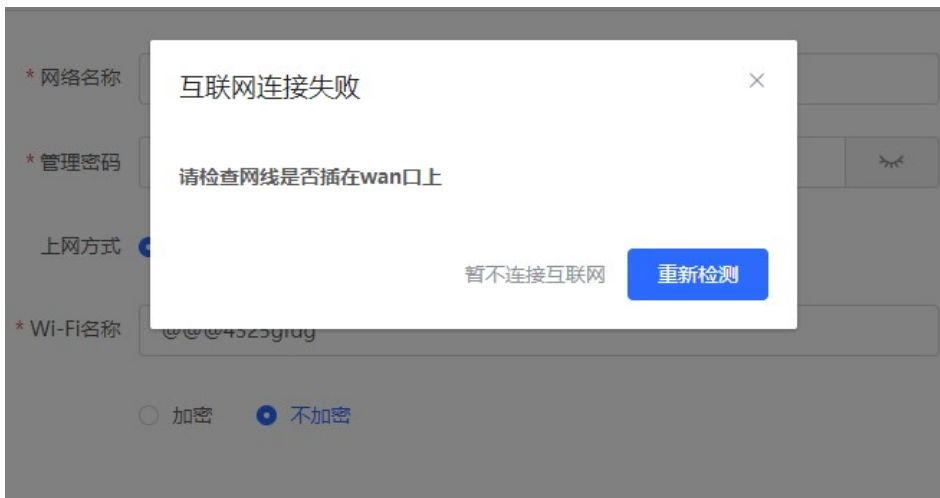 * 网络名称
互联网连接失败
* 管理密码
请检查网线是否插在wan口上
上网方式
暂不连接互联网
重新检测
* Wi-Fi名称
加密
不加密